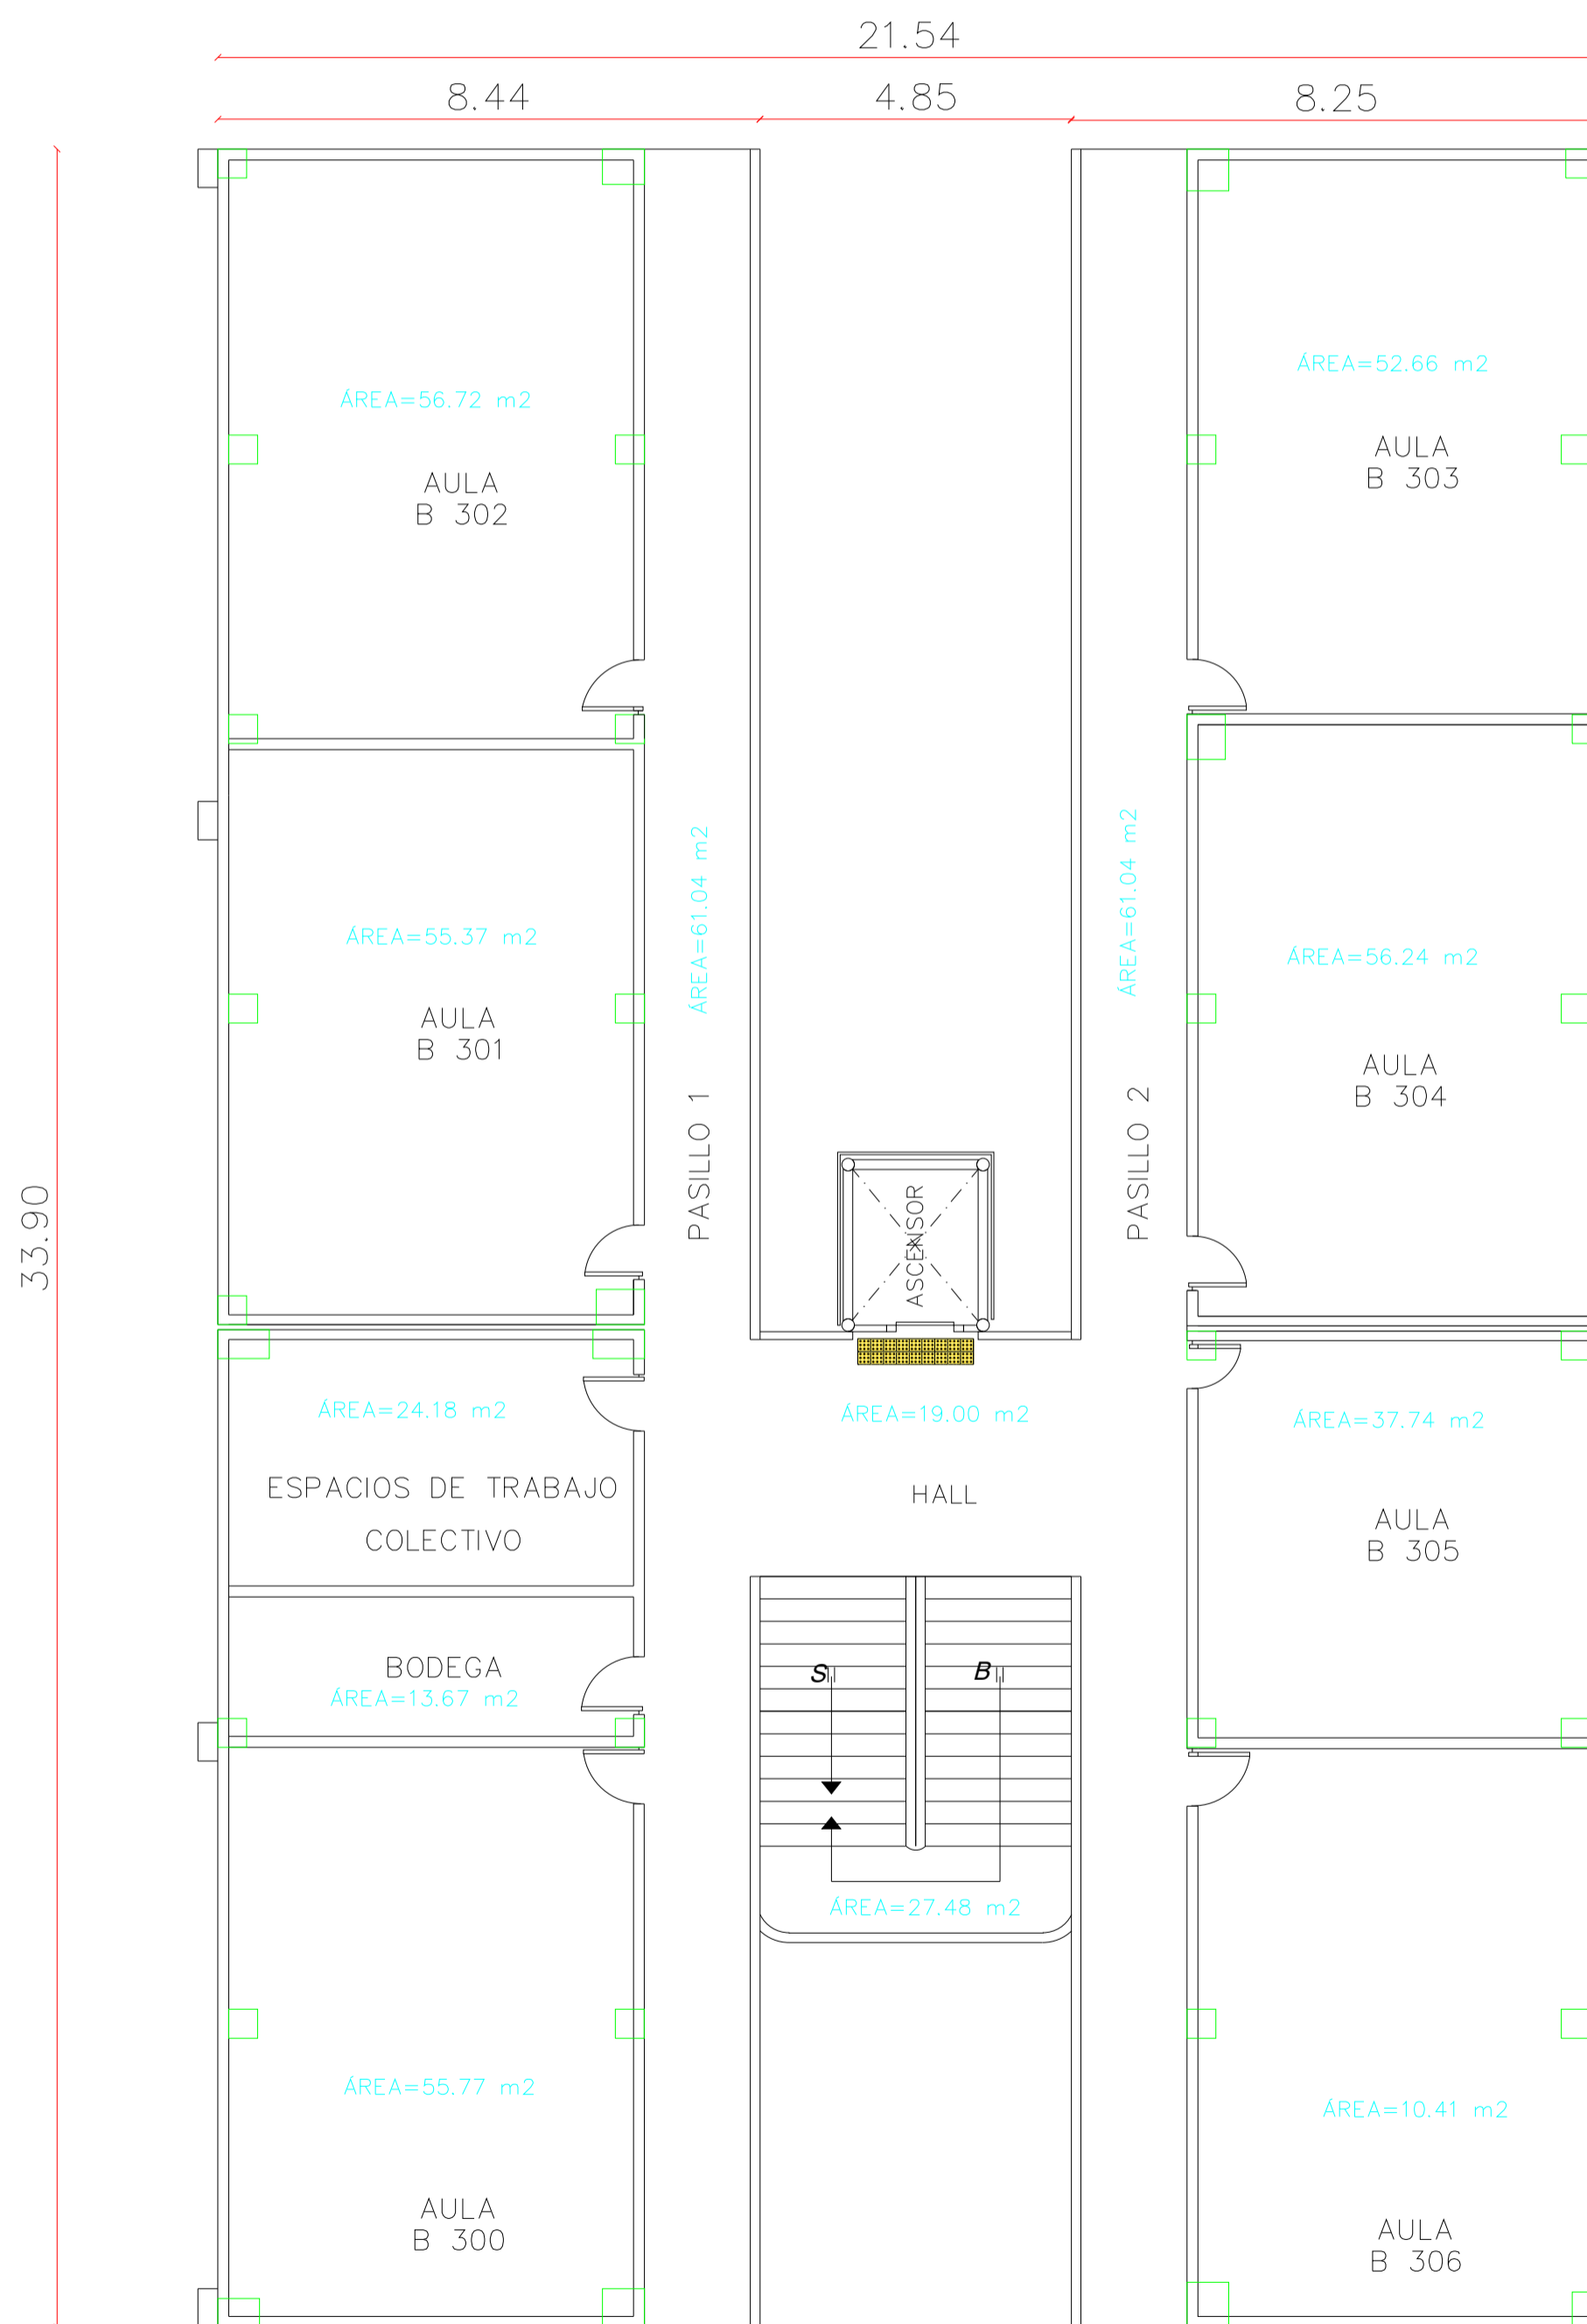 21.54
8.44
4.85
8.25
33.90
ÁREA=56.72 m2
AULA
B 302
ÁREA=52.66 m2
AULA
B 303
ÁREA=55.37 m2
AULA
B 301
ÁREA=61.04 m2
PASILLO 1
ÁREA=61.04 m2
PASILLO 2
ÁREA=56.24 m2
AULA
B 304
ASCENSOR
ÁREA=24.18 m2
ESPACIOS DE TRABAJO
COLECTIVO
ÁREA=19.00 m2
HALL
ÁREA=37.74 m2
AULA
B 305
BODEGA
ÁREA=13.67 m2
S
B
ÁREA=27.48 m2
ÁREA=55.77 m2
AULA
B 300
ÁREA=10.41 m2
AULA
B 306